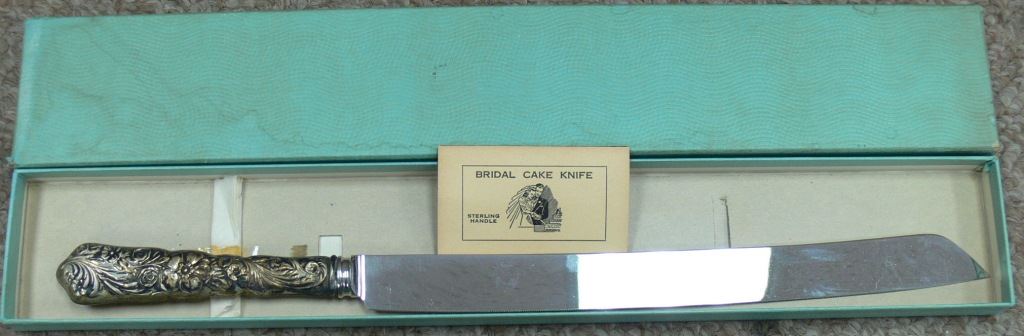 BRIDAL CAKE KNIFE
STERLING
HANDLE